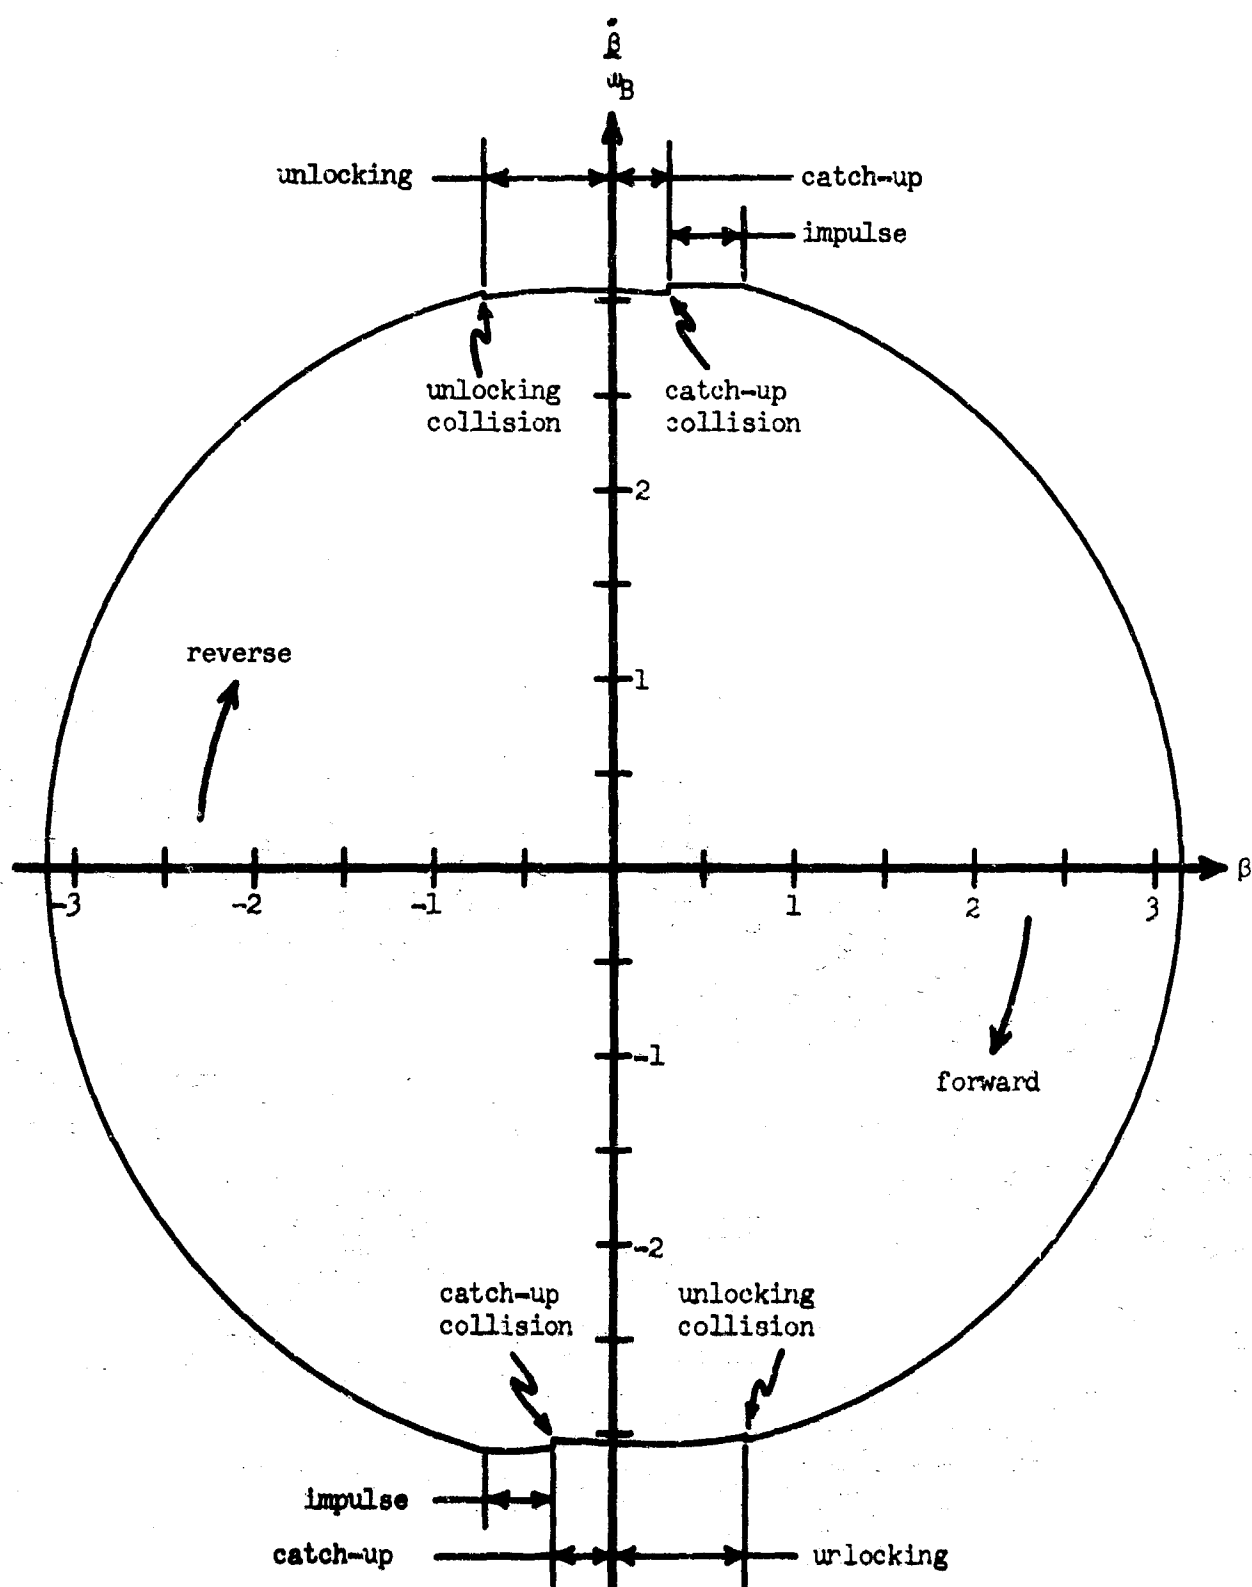 β̇
ω_B
unlocking
catch-up
impulse
unlocking
collision
catch-up
collision
2
reverse
1
β
-3
-2
-1
1
2
3
-1
forward
-2
catch-up
collision
unlocking
collision
impulse
catch-up
unlocking